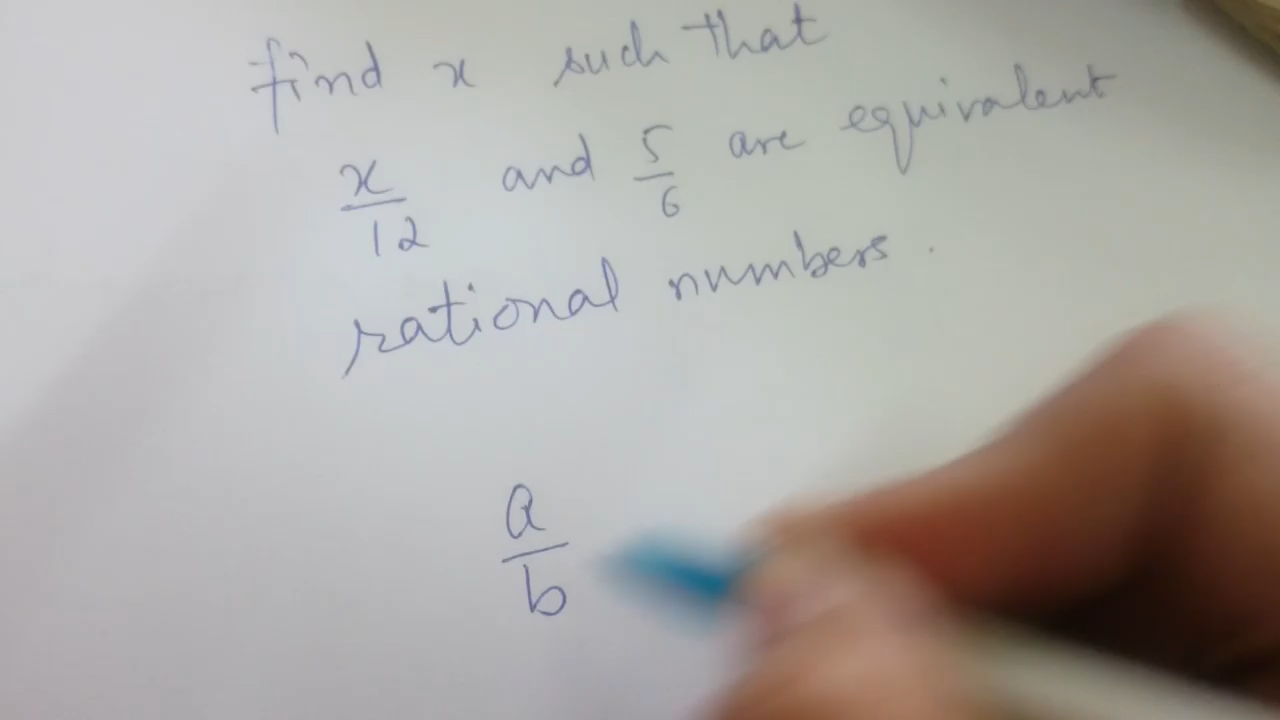 find x such that
x/12 and 5/6 are equivalent
rational numbers.
a/b